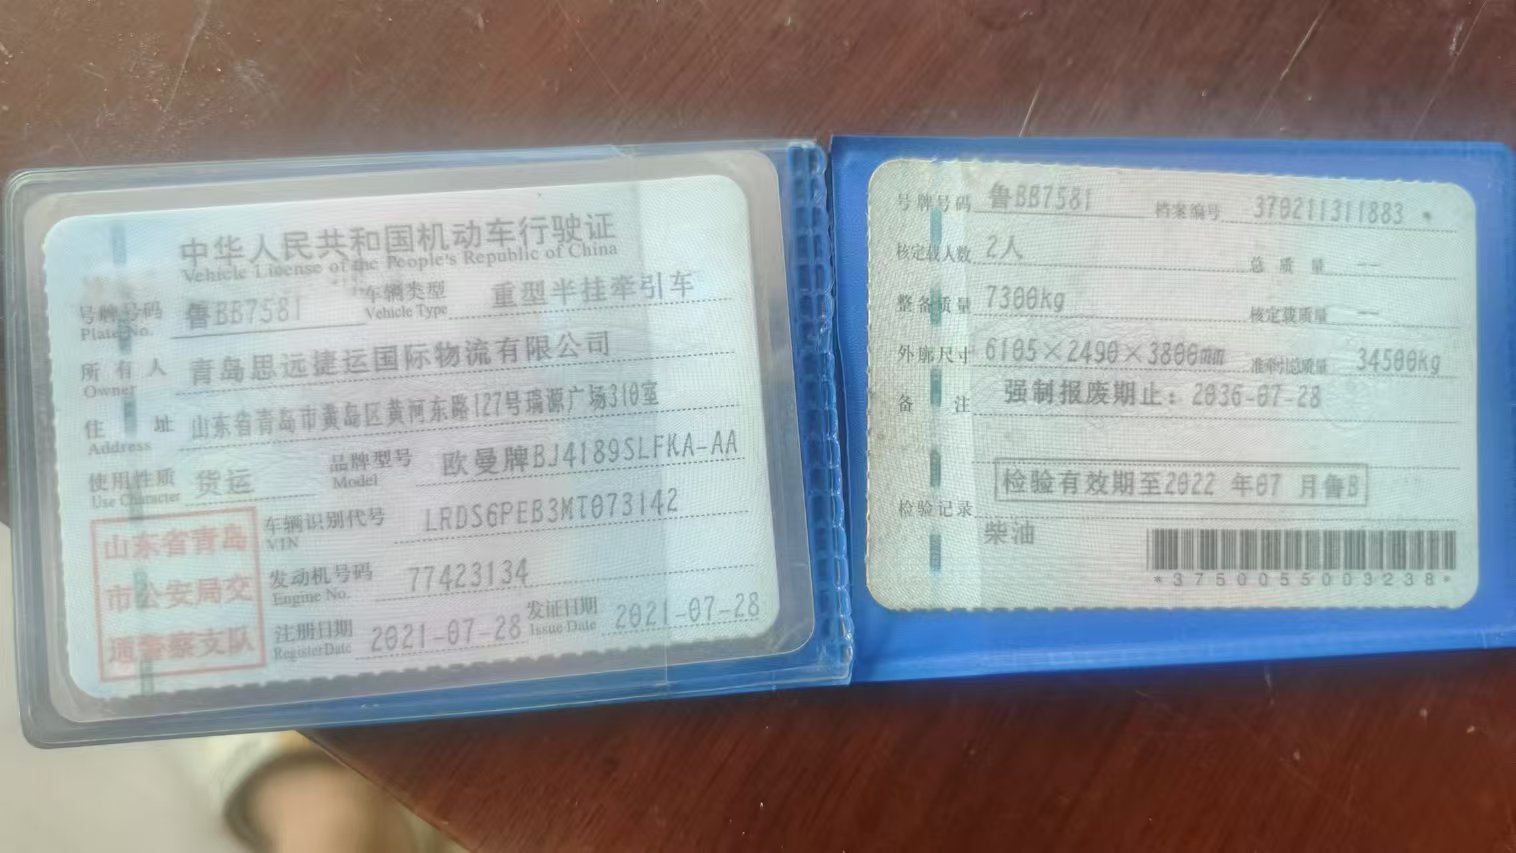 中华人民共和国机动车行驶证
Vehicle License of the People's Republic of China
号牌号码 鲁BB7581 车辆类型 重型半挂牵引车
Plate No. Vehicle Type
所有人 青岛思远捷运国际物流有限公司
Owner
住址 山东省青岛市黄岛区黄河东路127号瑞源广场310室
Address
使用性质 货运 品牌型号 欧曼牌BJ4189SLFKA-AA
Use Character Model
车辆识别代号 LRDS6PEB3MT073142
VIN
发动机号码 77423134
Engine No.
注册日期 2021-07-28 发证日期 2021-07-28
Register Date Issue Date
山东省青岛
市公安局交
通警察支队
号牌号码 鲁BB7581 档案编号 370211311883
核定载人数 2人 总质量 --
整备质量 7300kg 核定载质量 --
外廓尺寸 6105×2490×3800mm 准牵引总质量 34500kg
备注 强制报废期止：2036-07-28
检验记录 检验有效期至2022 年07 月鲁B
柴油
*3750055003238*